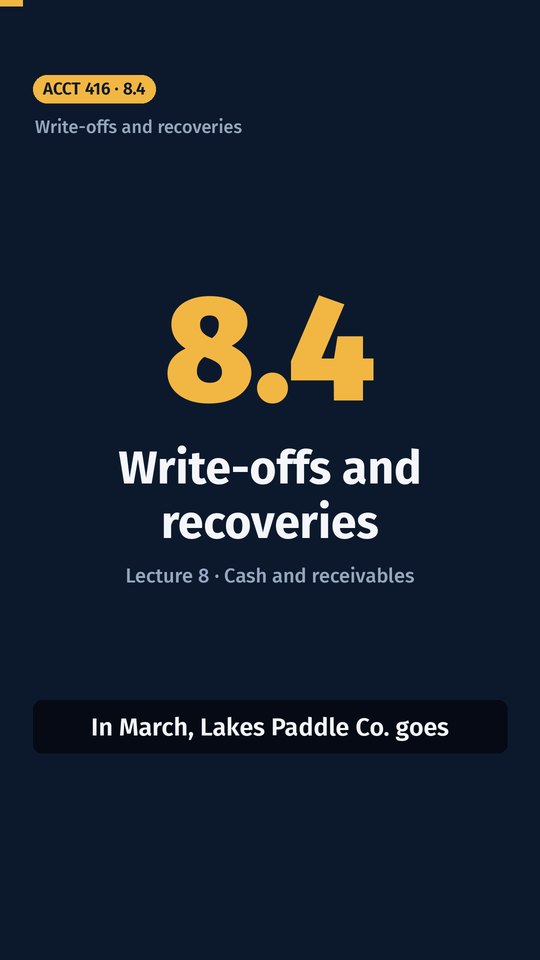 ACCT 416 · 8.4
Write-offs and recoveries
8.4
Write-offs and
recoveries
Lecture 8 · Cash and receivables
In March, Lakes Paddle Co. goes